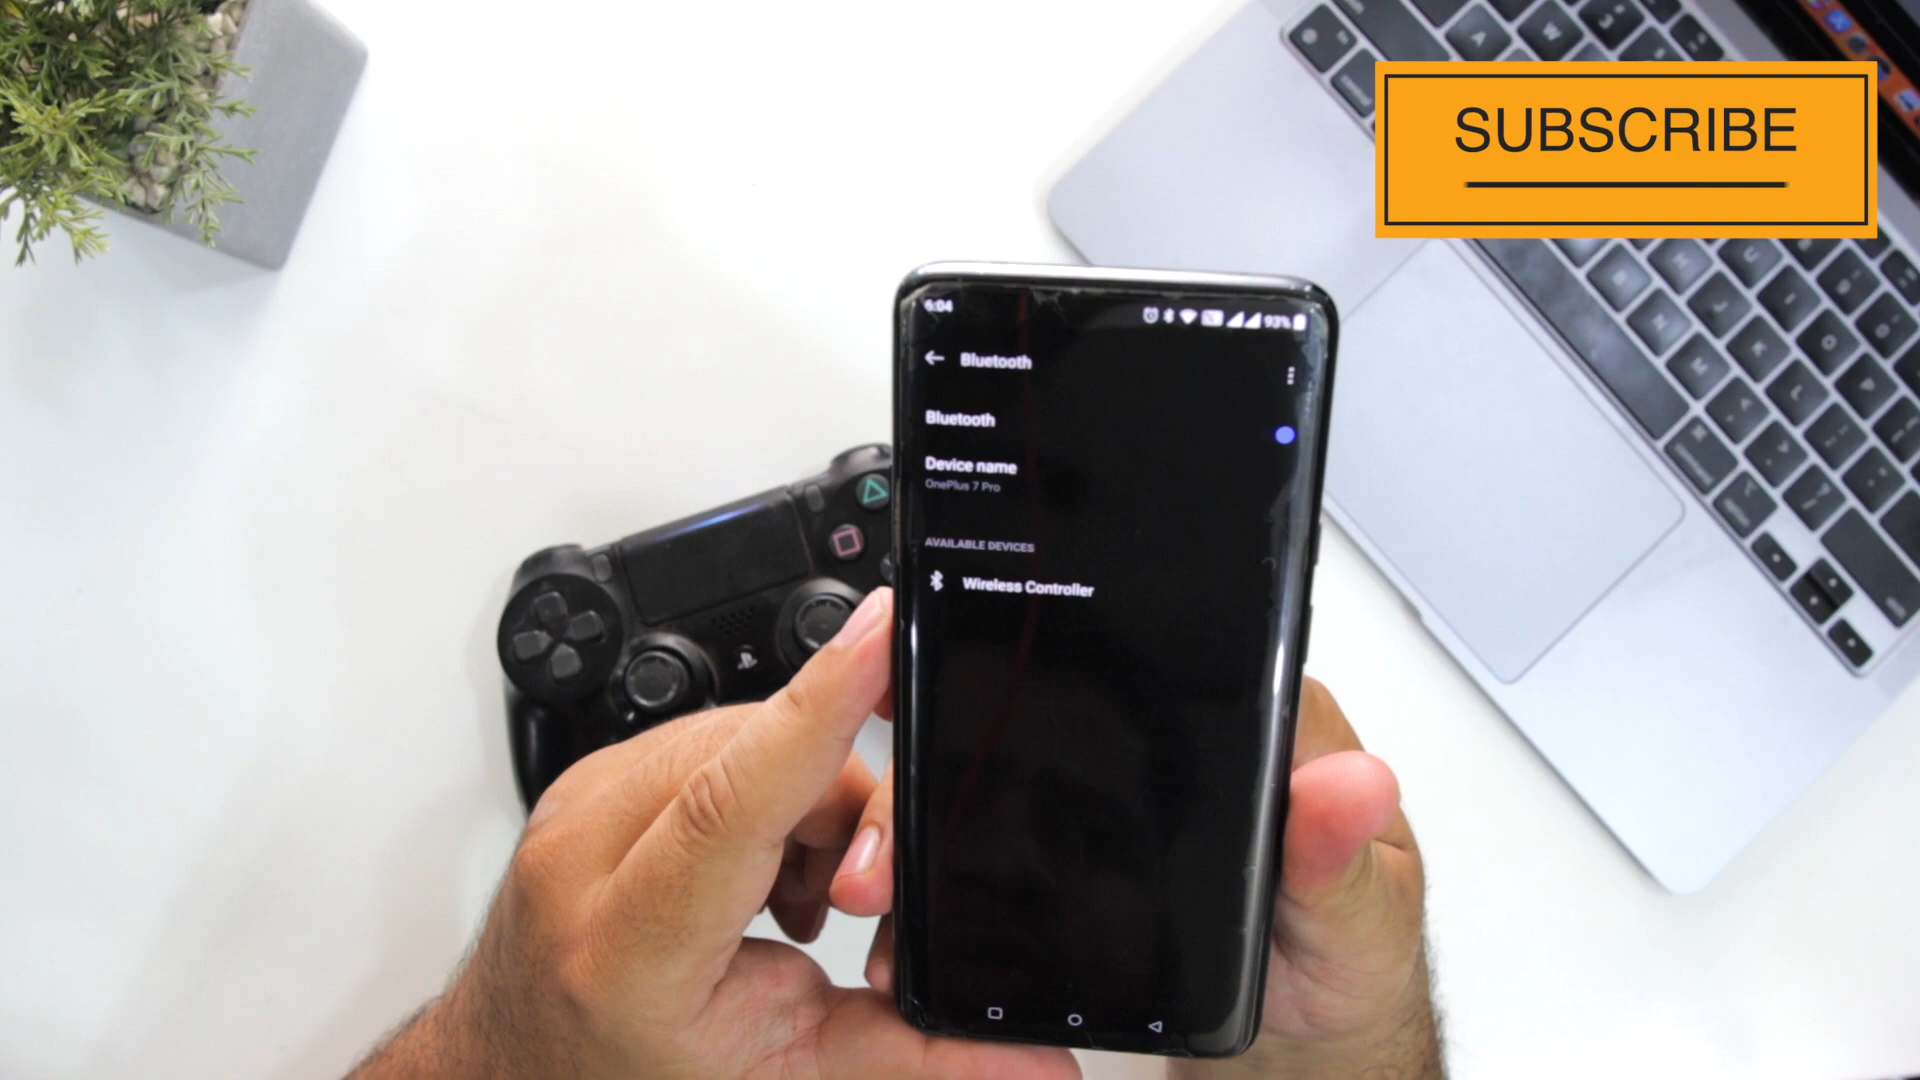 SUBSCRIBE
6:04
93%
Bluetooth
Bluetooth
Device name
OnePlus 7 Pro
AVAILABLE DEVICES
Wireless Controller